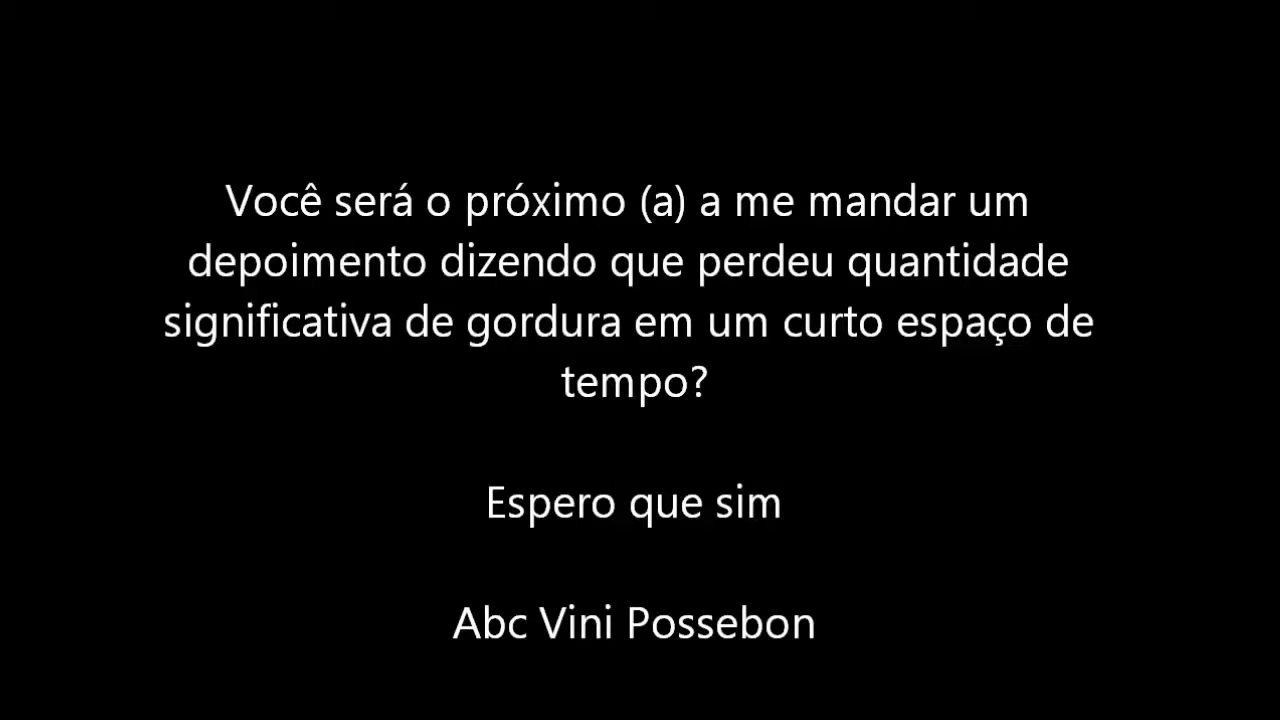 Você será o próximo (a) a me mandar um
depoimento dizendo que perdeu quantidade
significativa de gordura em um curto espaço de
tempo?
Espero que sim
Abc Vini Possebon